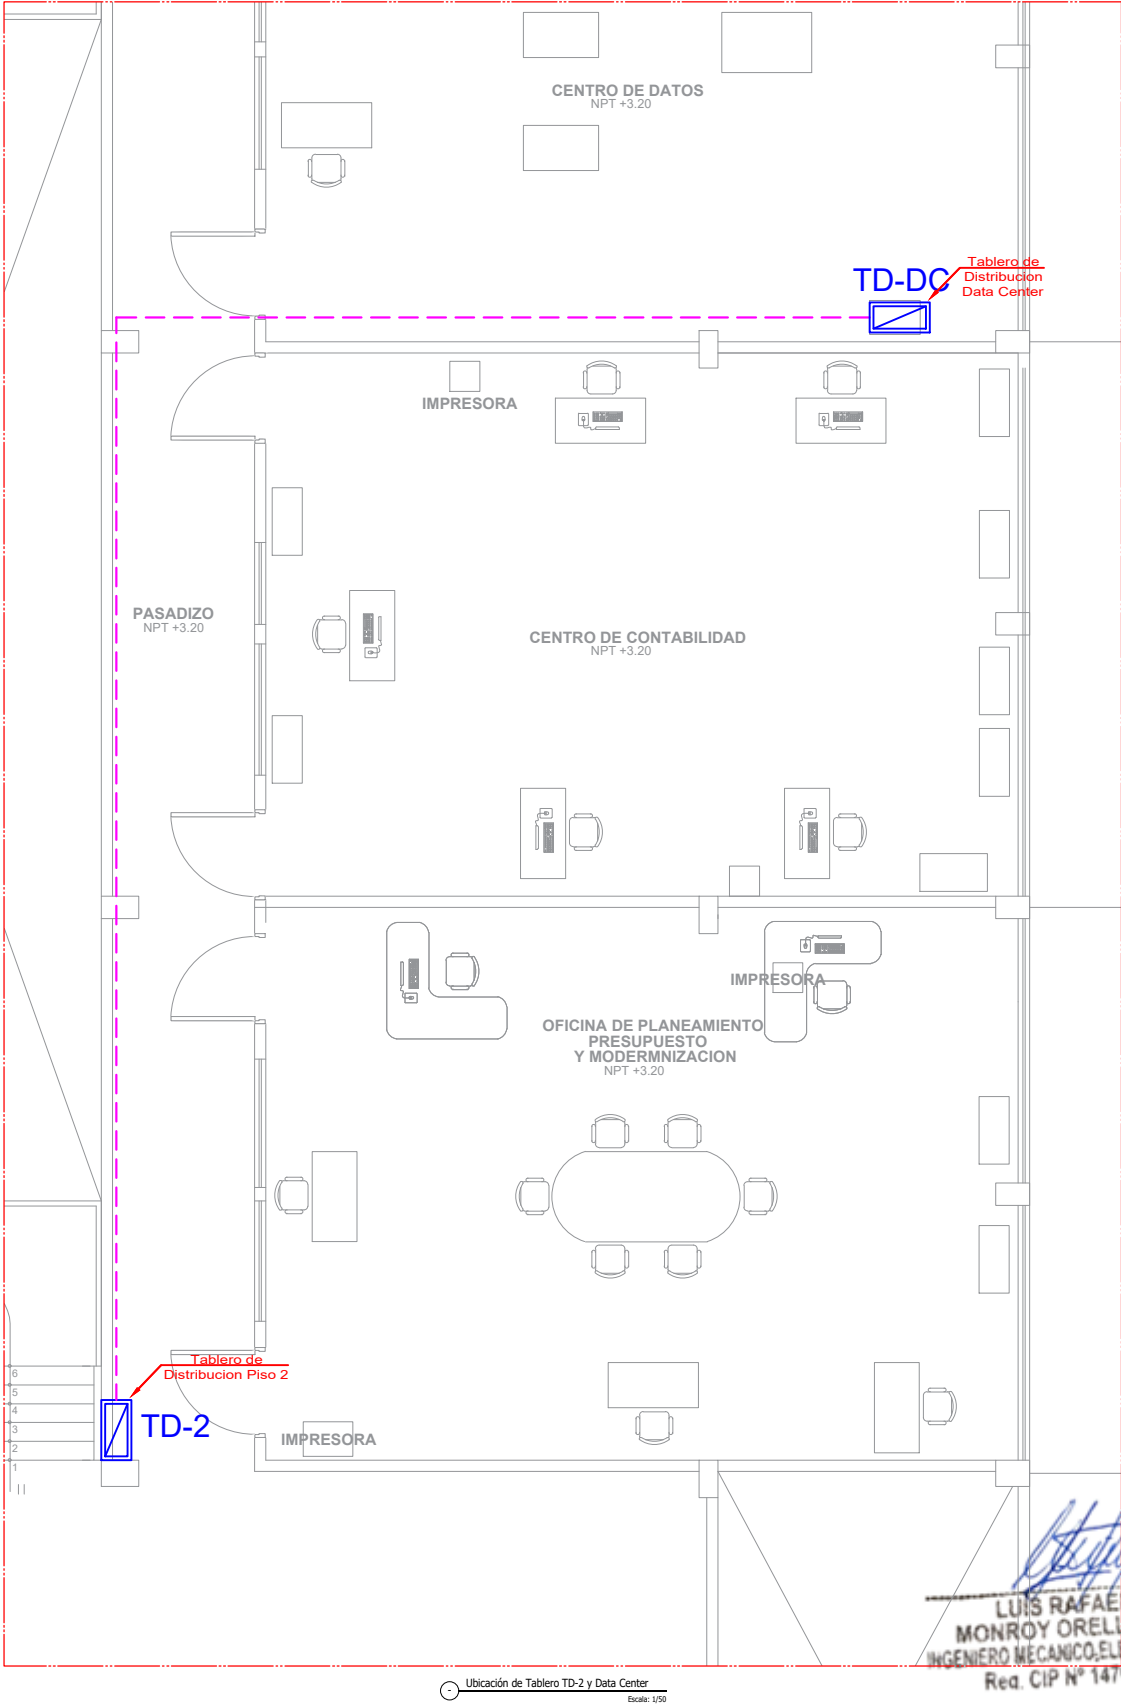 CENTRO DE DATOS
NPT +3.20
TD-DC
Tablero de
Distribucion
Data Center
IMPRESORA
PASADIZO
NPT +3.20
CENTRO DE CONTABILIDAD
NPT +3.20
IMPRESORA
OFICINA DE PLANEAMIENTO
PRESUPUESTO
Y MODERMNIZACION
NPT +3.20
Tablero de
Distribucion Piso 2
TD-2
IMPRESORA
6
5
4
3
2
1
LUIS RAFAE
MONROY ORELL
INGENIERO MECANICO, EL
Reg. CIP Nº 147
Ubicación de Tablero TD-2 y Data Center
Escala: 1/50